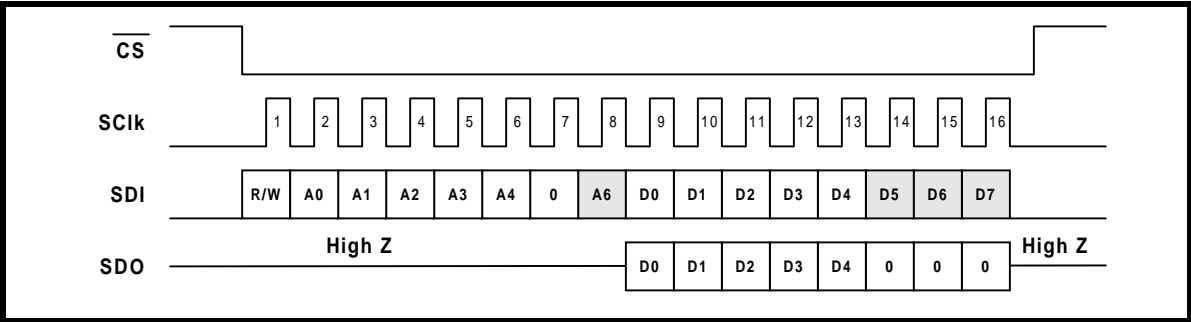 CS
SClk 1 2 3 4 5 6 7 8 9 10 11 12 13 14 15 16
SDI R/W A0 A1 A2 A3 A4 0 A6 D0 D1 D2 D3 D4 D5 D6 D7
High Z High Z
SDO D0 D1 D2 D3 D4 0 0 0